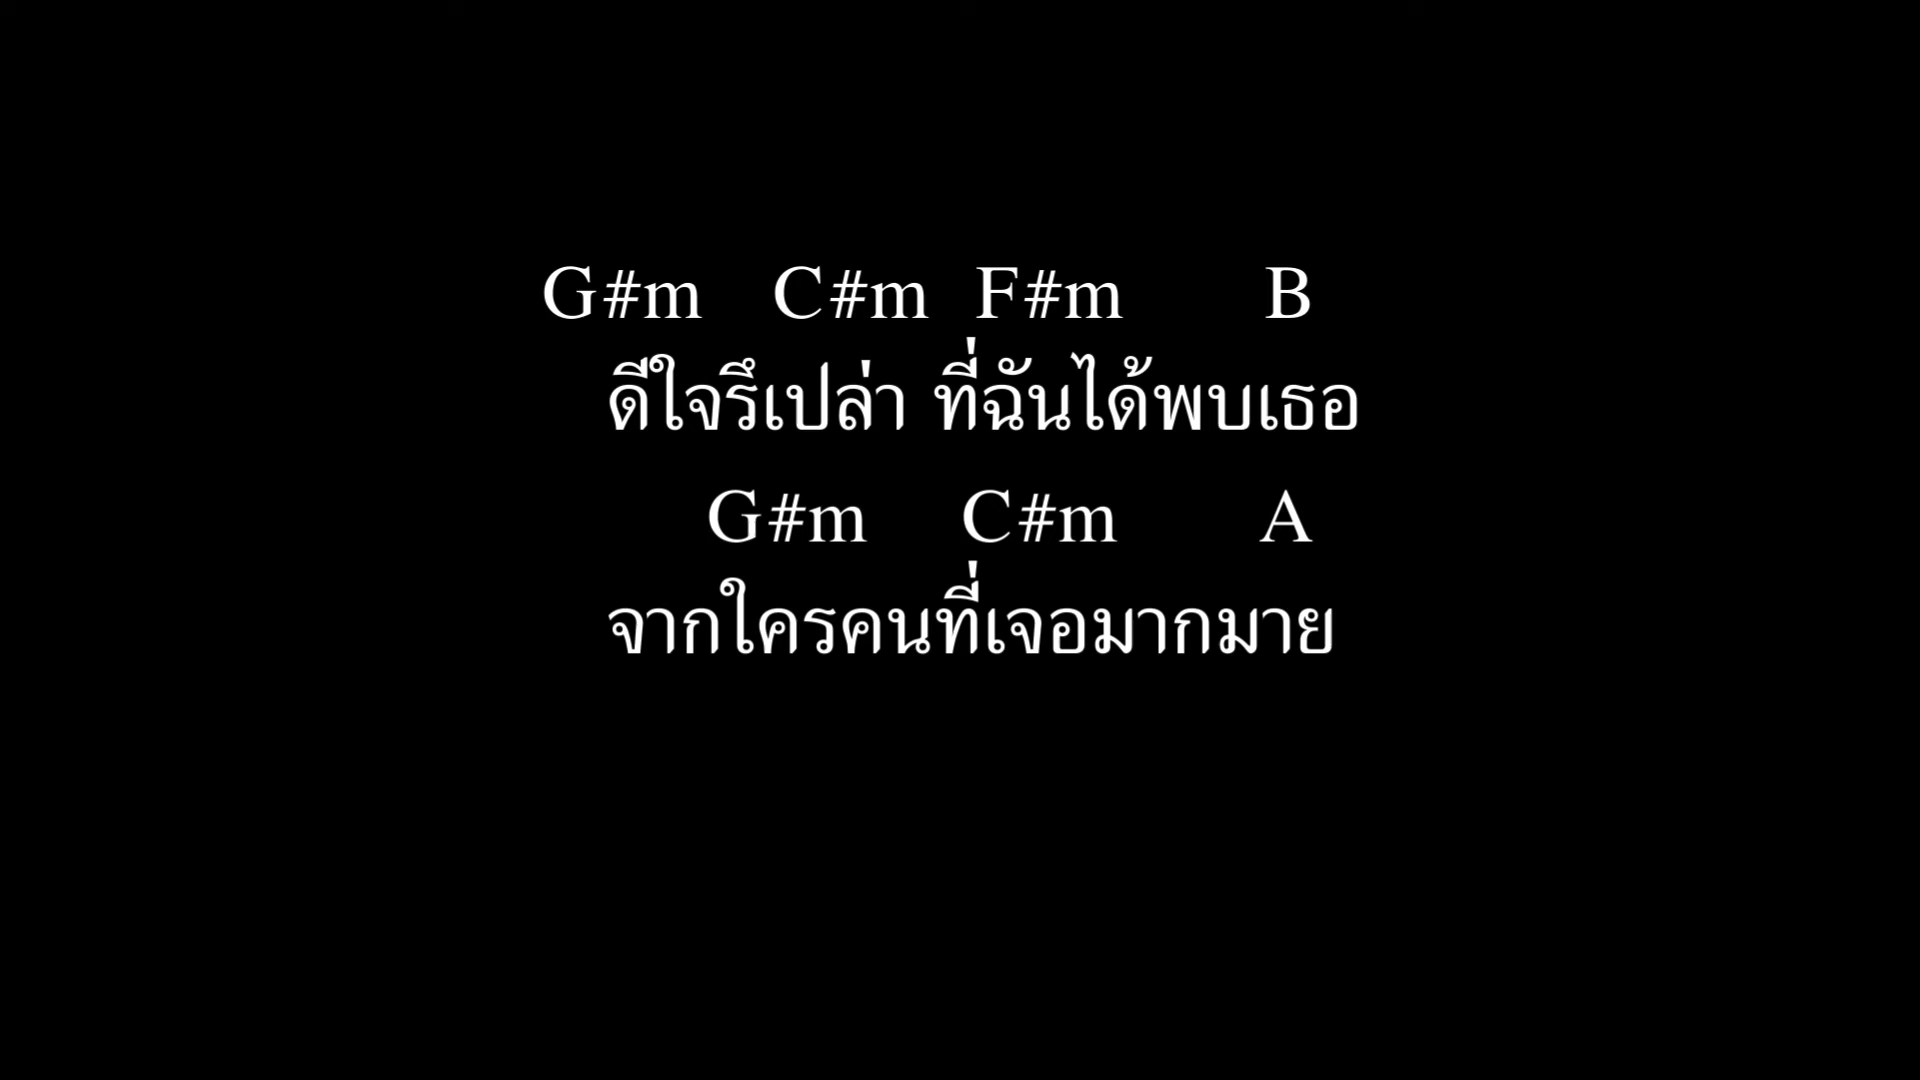 G#m C#m F#m B
ดีใจรึเปล่า ที่ฉันได้พบเธอ
G#m C#m A
จากใครคนที่เจอมากมาย